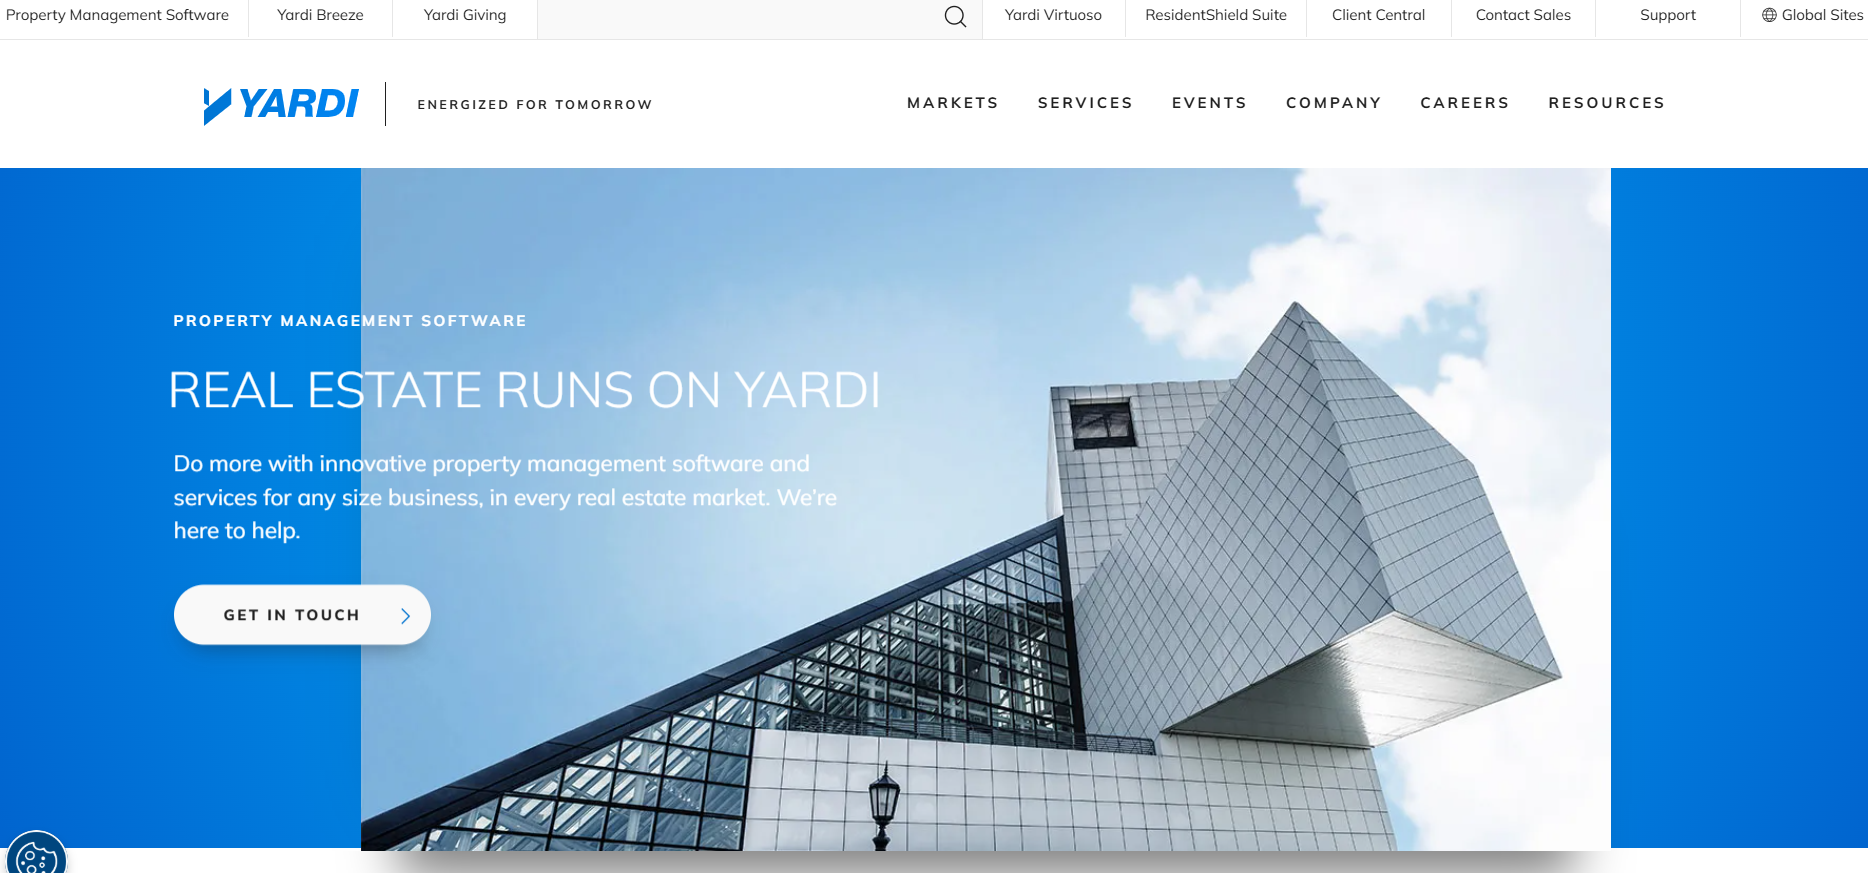 Property Management Software
Yardi Breeze
Yardi Giving
Yardi Virtuoso
ResidentShield Suite
Client Central
Contact Sales
Support
Global Sites
YARDI
ENERGIZED FOR TOMORROW
MARKETS
SERVICES
EVENTS
COMPANY
CAREERS
RESOURCES
PROPERTY MANAGEMENT SOFTWARE
REAL ESTATE RUNS ON YARDI
Do more with innovative property management software and
services for any size business, in every real estate market. We're
here to help.
GET IN TOUCH